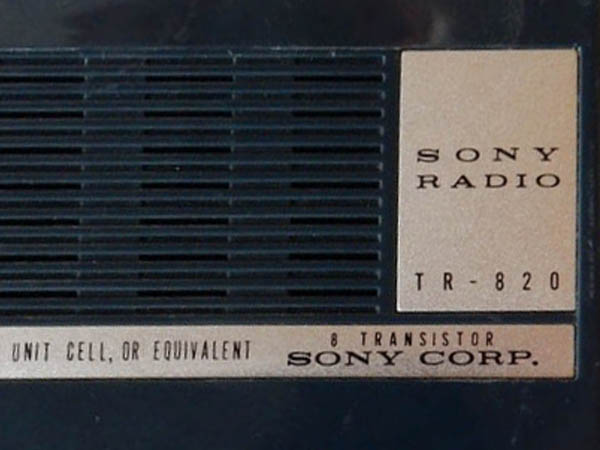 SONY
RADIO
TR-820
UNIT CELL, OR EQUIVALENT
8 TRANSISTOR
SONY CORP.